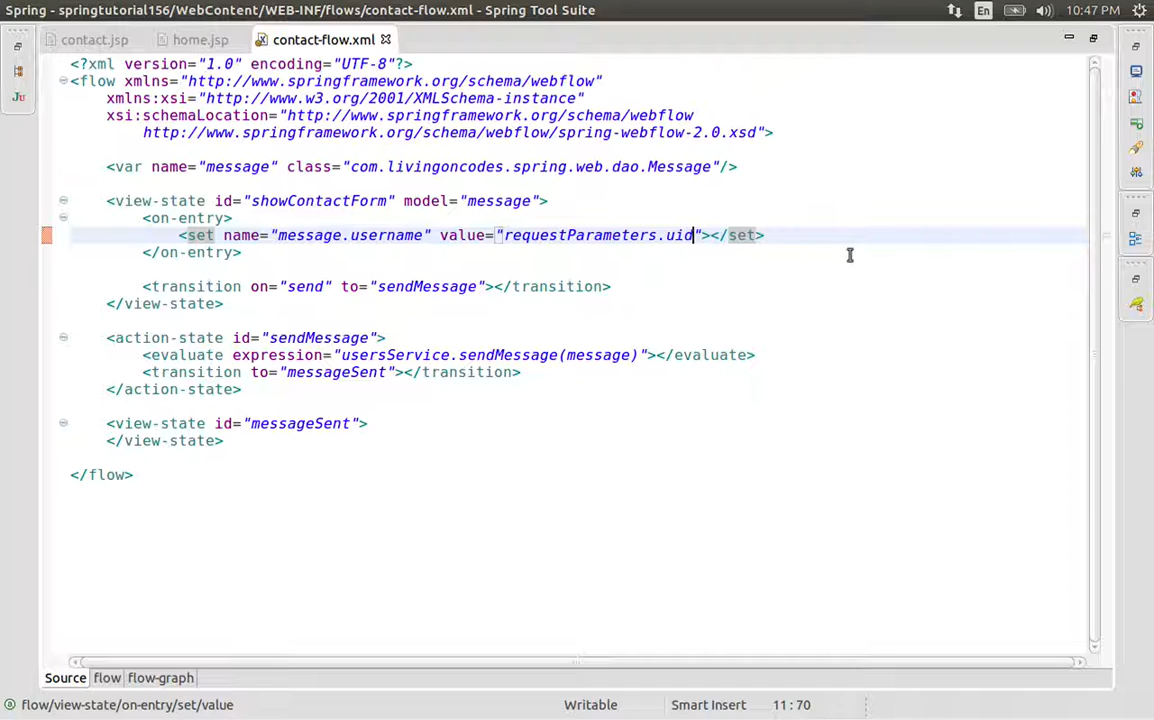 Spring - springtutorial156/WebContent/WEB-INF/flows/contact-flow.xml - Spring Tool Suite En 10:47 PM
contact.jsp home.jsp contact-flow.xml
<?xml version="1.0" encoding="UTF-8"?>
<flow xmlns="http://www.springframework.org/schema/webflow"
xmlns:xsi="http://www.w3.org/2001/XMLSchema-instance"
xsi:schemaLocation="http://www.springframework.org/schema/webflow
http://www.springframework.org/schema/webflow/spring-webflow-2.0.xsd">
<var name="message" class="com.livingoncodes.spring.web.dao.Message"/>
<view-state id="showContactForm" model="message">
<on-entry>
<set name="message.username" value="requestParameters.uid"></set>
</on-entry>
<transition on="send" to="sendMessage"></transition>
</view-state>
<action-state id="sendMessage">
<evaluate expression="usersService.sendMessage(message)"></evaluate>
<transition to="messageSent"></transition>
</action-state>
<view-state id="messageSent">
</view-state>
</flow>
Source flow flow-graph
flow/view-state/on-entry/set/value Writable Smart Insert 11 : 70